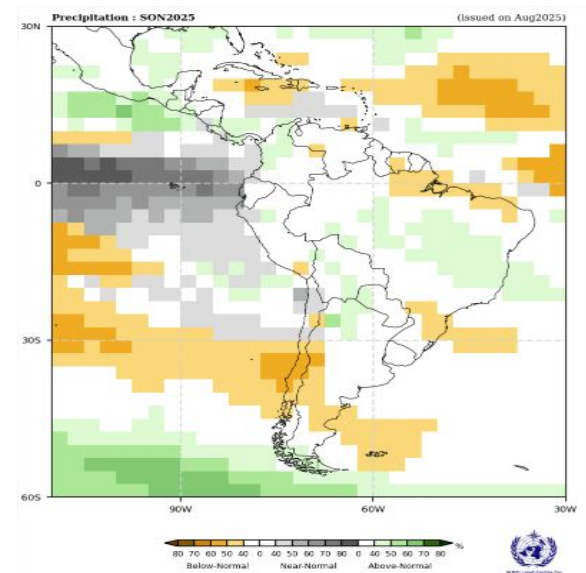 Precipitation : SON2025 (issued on Aug2025)
30N
0
30S
60S
90W 60W 30W
80 70 60 50 40 0 40 50 60 70 80 0 40 50 60 70 80 %
Below-Normal Near-Normal Above-Normal